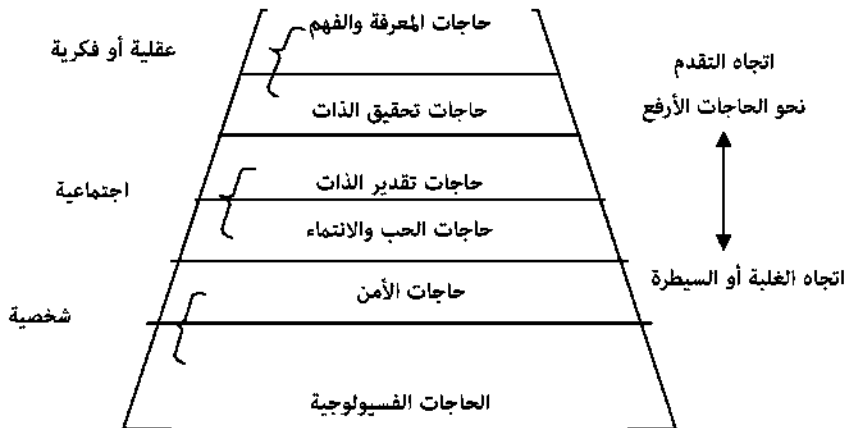 حاجات المعرفة والفهم
عقلية أو فكرية
اتجاه التقدم
نحو الحاجات الأرفع
حاجات تحقيق الذات
حاجات تقدير الذات
اجتماعية
حاجات الحب والانتماء
اتجاه الغلبة أو السيطرة
حاجات الأمن
شخصية
الحاجات الفسيولوجية